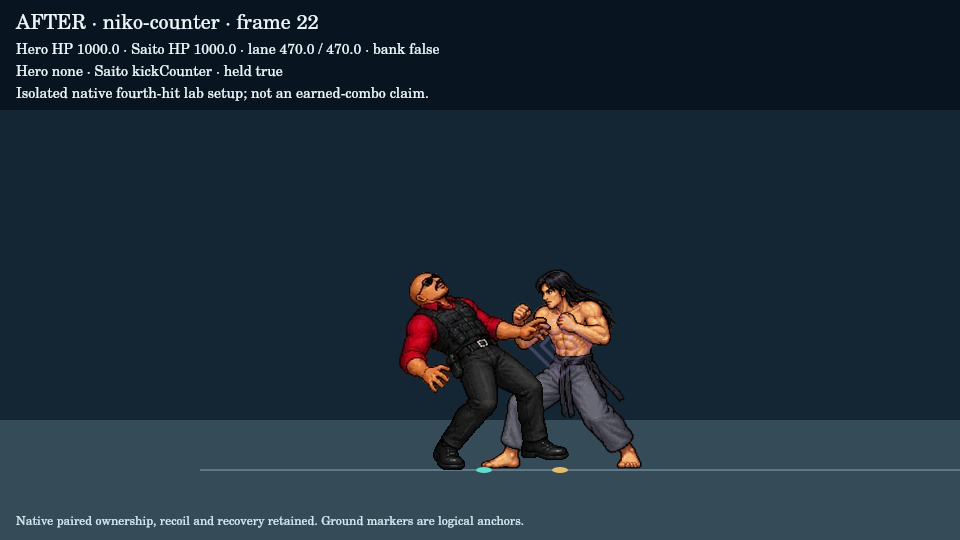 AFTER · niko-counter · frame 22
Hero HP 1000.0 · Saito HP 1000.0 · lane 470.0 / 470.0 · bank false
Hero none · Saito kickCounter · held true
Isolated native fourth-hit lab setup; not an earned-combo claim.
Native paired ownership, recoil and recovery retained. Ground markers are logical anchors.